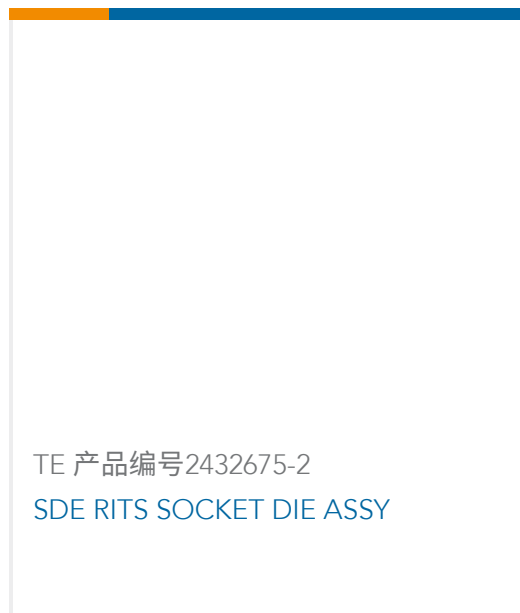 TE 产品编号2432675-2
SDE RITS SOCKET DIE ASSY